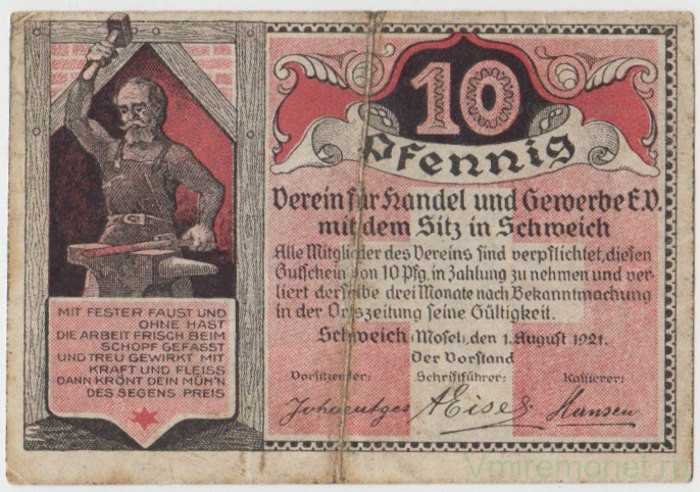 10
Pfennig
Verein für Handel und Gewerbe E.V.
mit dem Sitz in Schweich
Alle Mitglieder des Vereins sind verpflichtet, diesen
Gutschein von 10 Pfg. in Zahlung zu nehmen und ver-
liert derselbe drei Monate nach Bekanntmachung
in der Ortszeitung seine Gültigkeit.
Schweich Mosel, den 1. August 1921.
Der Vorstand
Vorsitzender: Schriftführer: Kassierer:
Hansen
MIT FESTER FAUST UND
OHNE HAST
DIE ARBEIT FRISCH BEIM
SCHOPF GEFASST
UND TREU GEWIRKT MIT
KRAFT UND FLEISS
DANN KRÖNT DEIN MÜH'N
DES SEGENS PREIS
Vmiremonet.ru